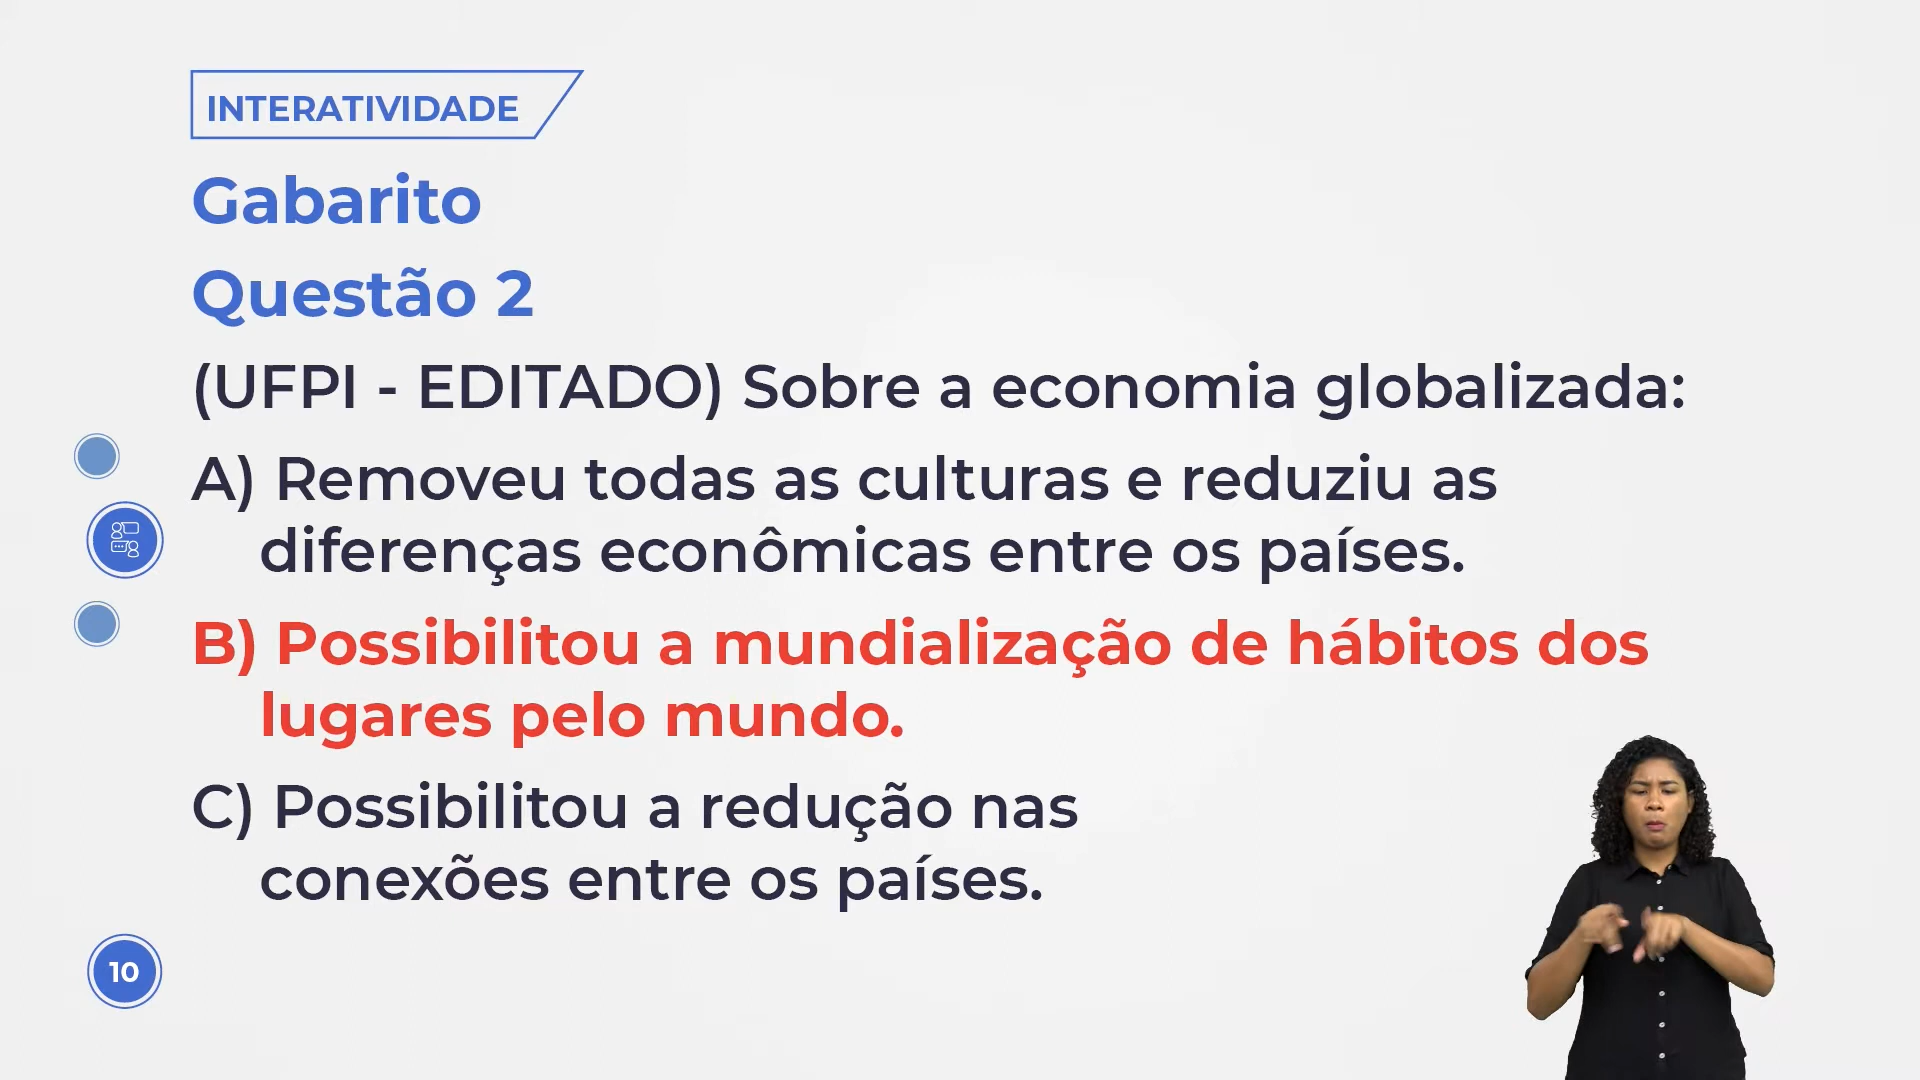 INTERATIVIDADE
Gabarito
Questão 2
(UFPI - EDITADO) Sobre a economia globalizada:
A) Removeu todas as culturas e reduziu as
diferenças econômicas entre os países.
B) Possibilitou a mundialização de hábitos dos
lugares pelo mundo.
C) Possibilitou a redução nas
conexões entre os países.
10